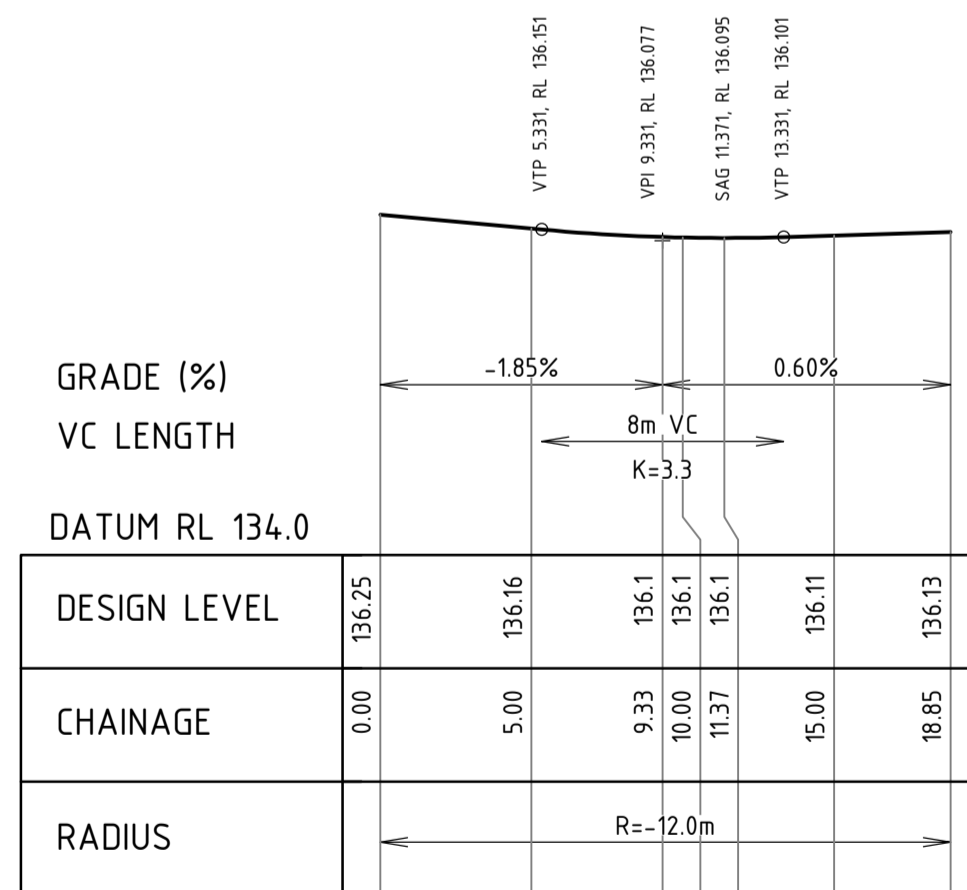 VTP 5.331, RL 136.151
VPI 9.331, RL 136.077
SAG 11.371, RL 136.095
VTP 13.331, RL 136.101
GRADE (%)
-1.85%
0.60%
VC LENGTH
8m VC
K=3.3
DATUM RL 134.0
DESIGN LEVEL 136.25 136.16 136.1 136.1 136.1 136.11 136.13
CHAINAGE 0.00 5.00 9.33 10.00 11.37 15.00 18.85
RADIUS R=-12.0m